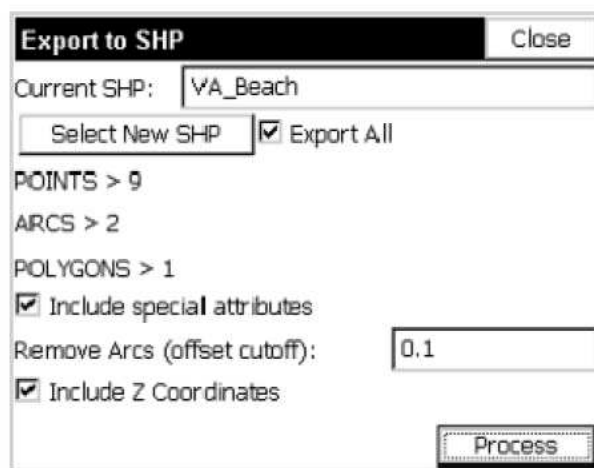 Export to SHP Close
Current SHP: VA_Beach
Select New SHP Export All
POINTS > 9
ARCS > 2
POLYGONS > 1
Include special attributes
Remove Arcs (offset cutoff): 0.1
Include Z Coordinates
Process